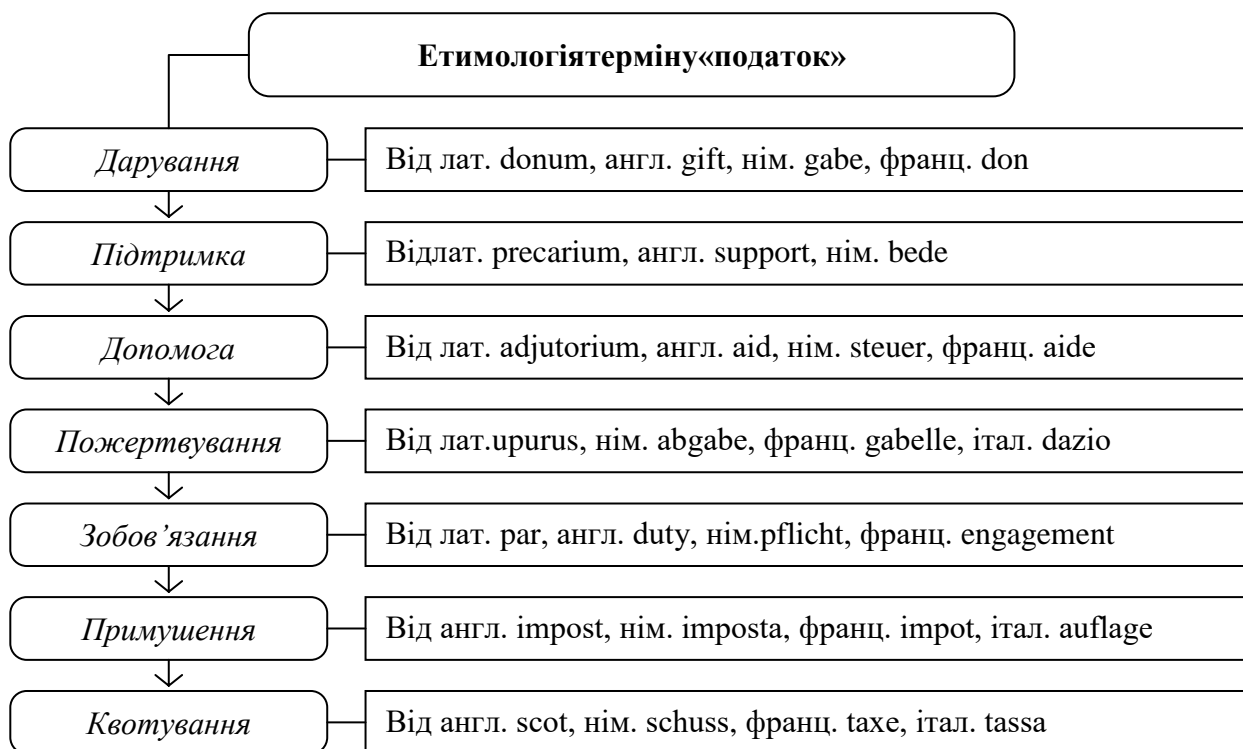 Етимологіятерміну«податок»
Дарування
Від лат. donum, англ. gift, нім. gabe, франц. don
Підтримка
Відлат. precarium, англ. support, нім. bede
Допомога
Від лат. adjutorium, англ. aid, нім. steuer, франц. aide
Пожертвування
Від лат.upurus, нім. abgabe, франц. gabelle, італ. dazio
Зобов’язання
Від лат. par, англ. duty, нім.pflicht, франц. engagement
Примушення
Від англ. impost, нім. imposta, франц. impot, італ. auflage
Квотування
Від англ. scot, нім. schuss, франц. taxe, італ. tassa